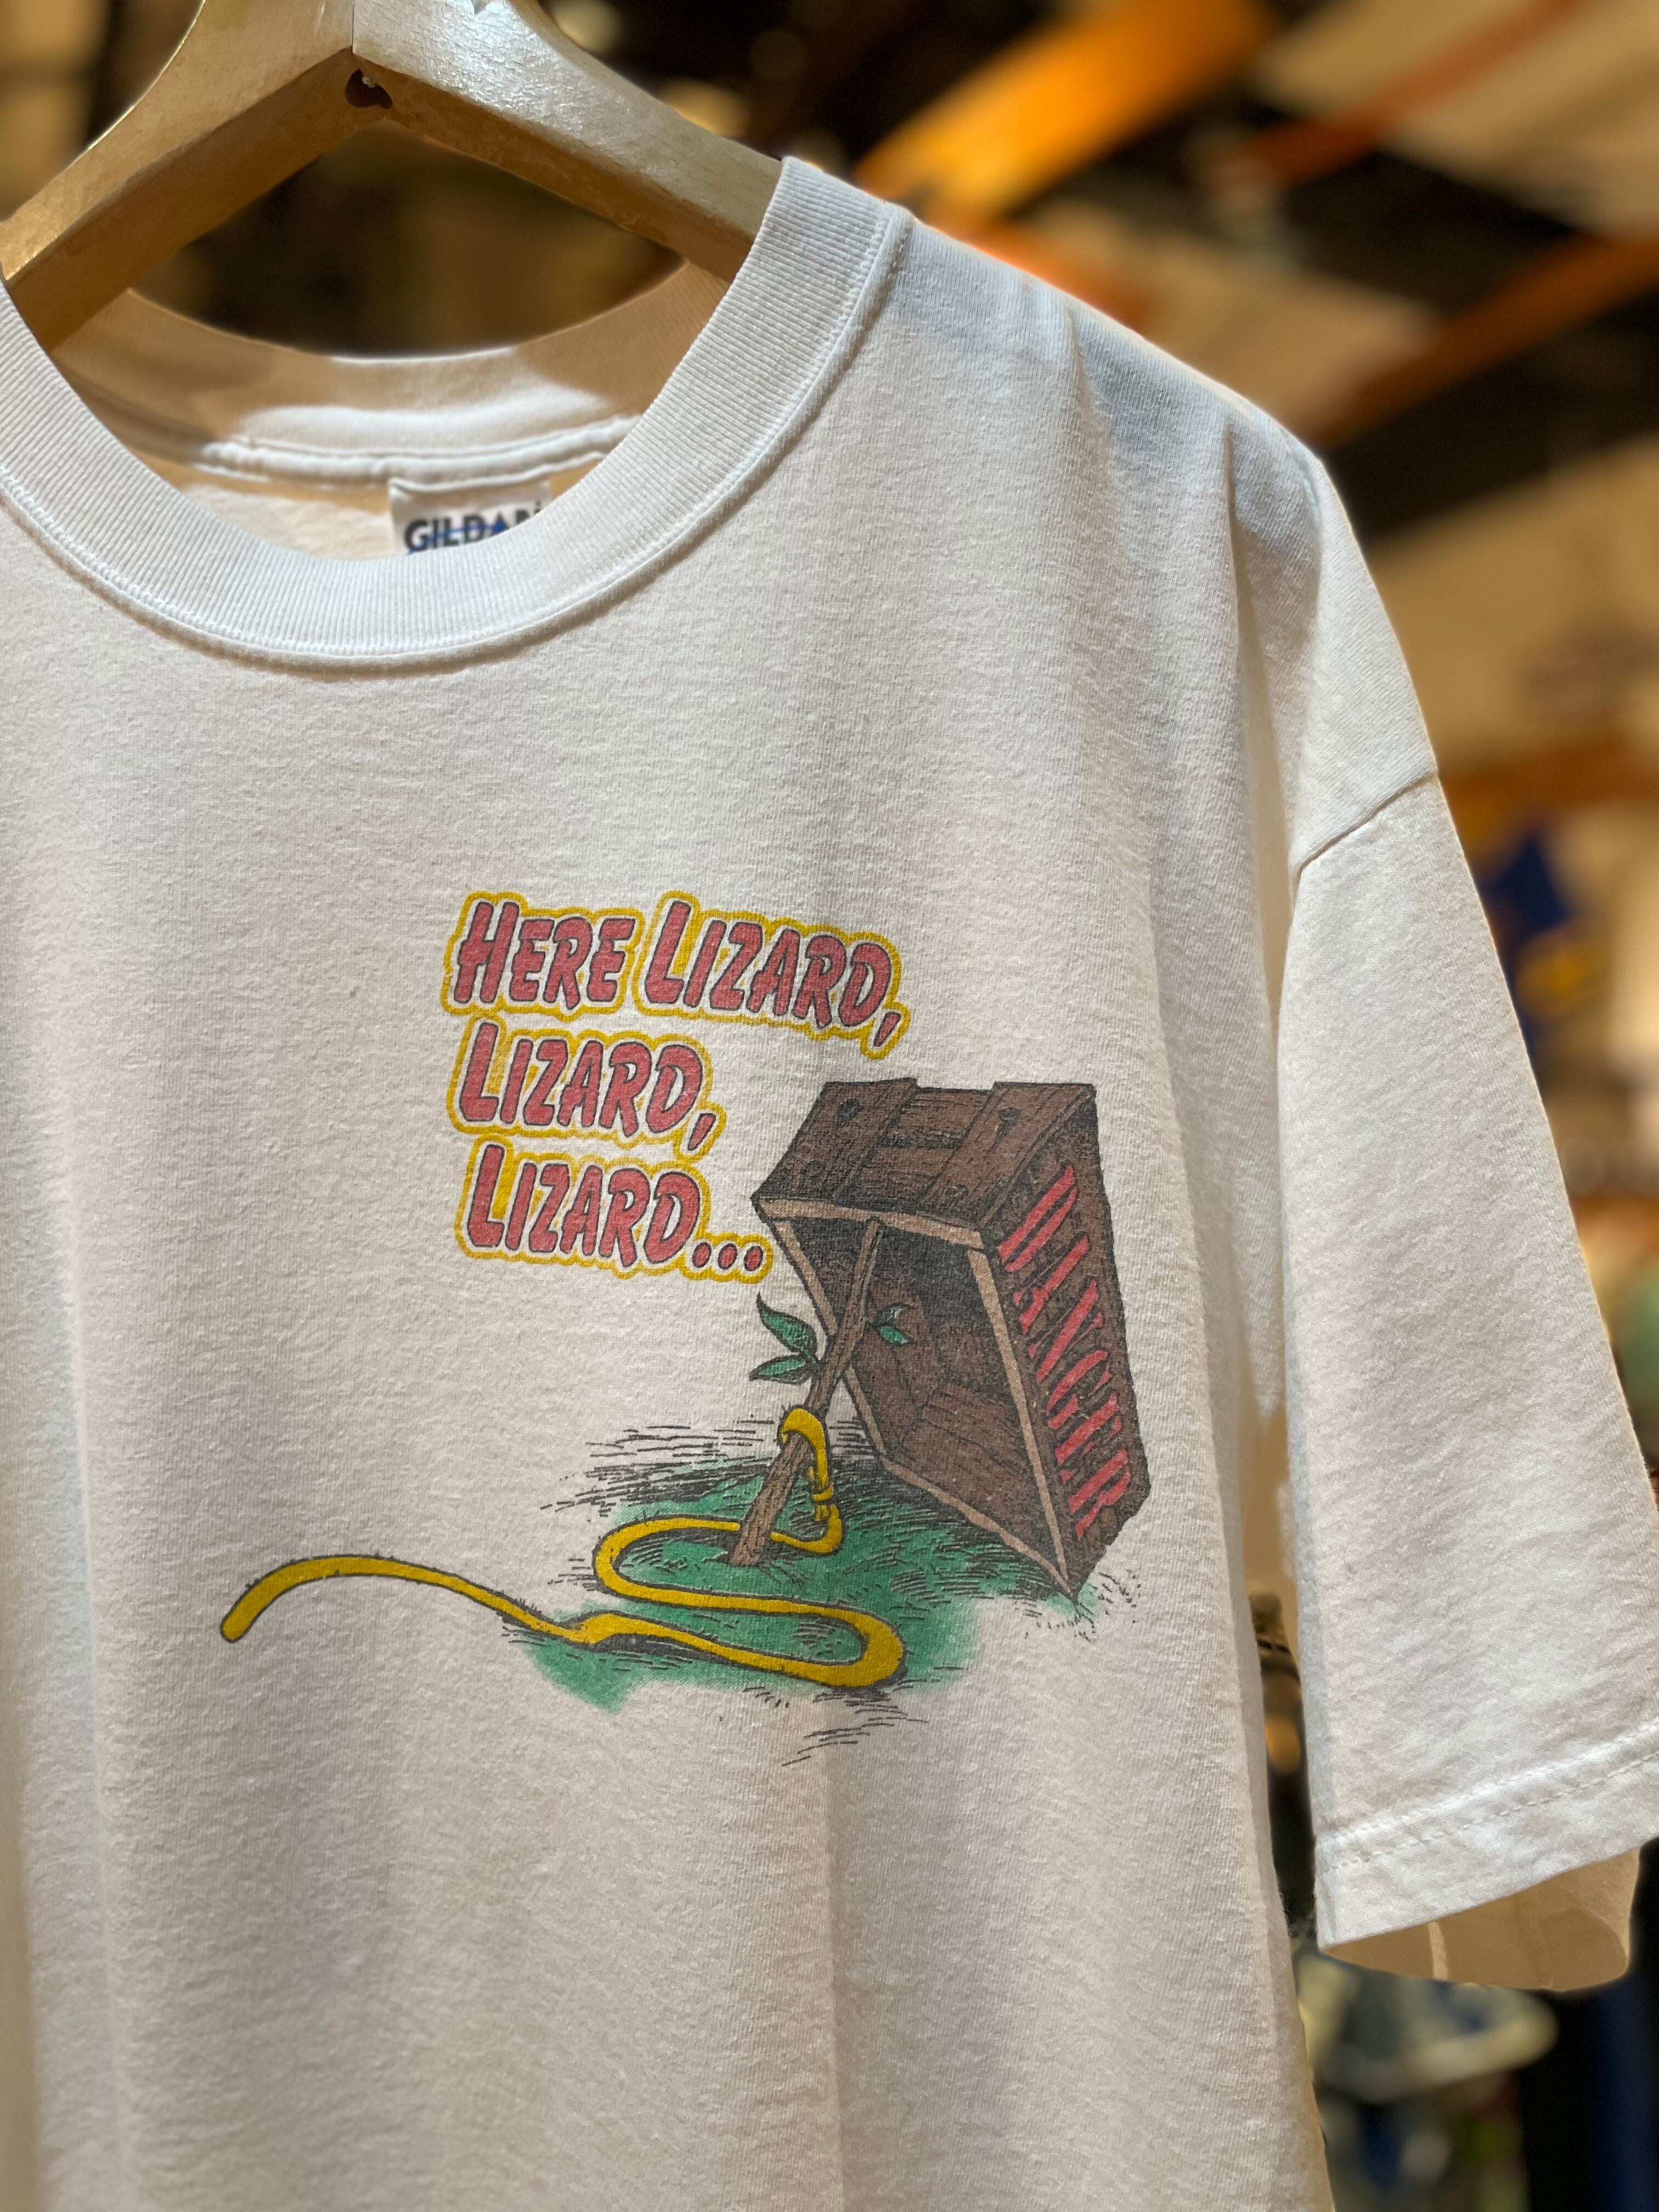 GILDAN
HERE LIZARD,
LIZARD,
LIZARD...
DANGER